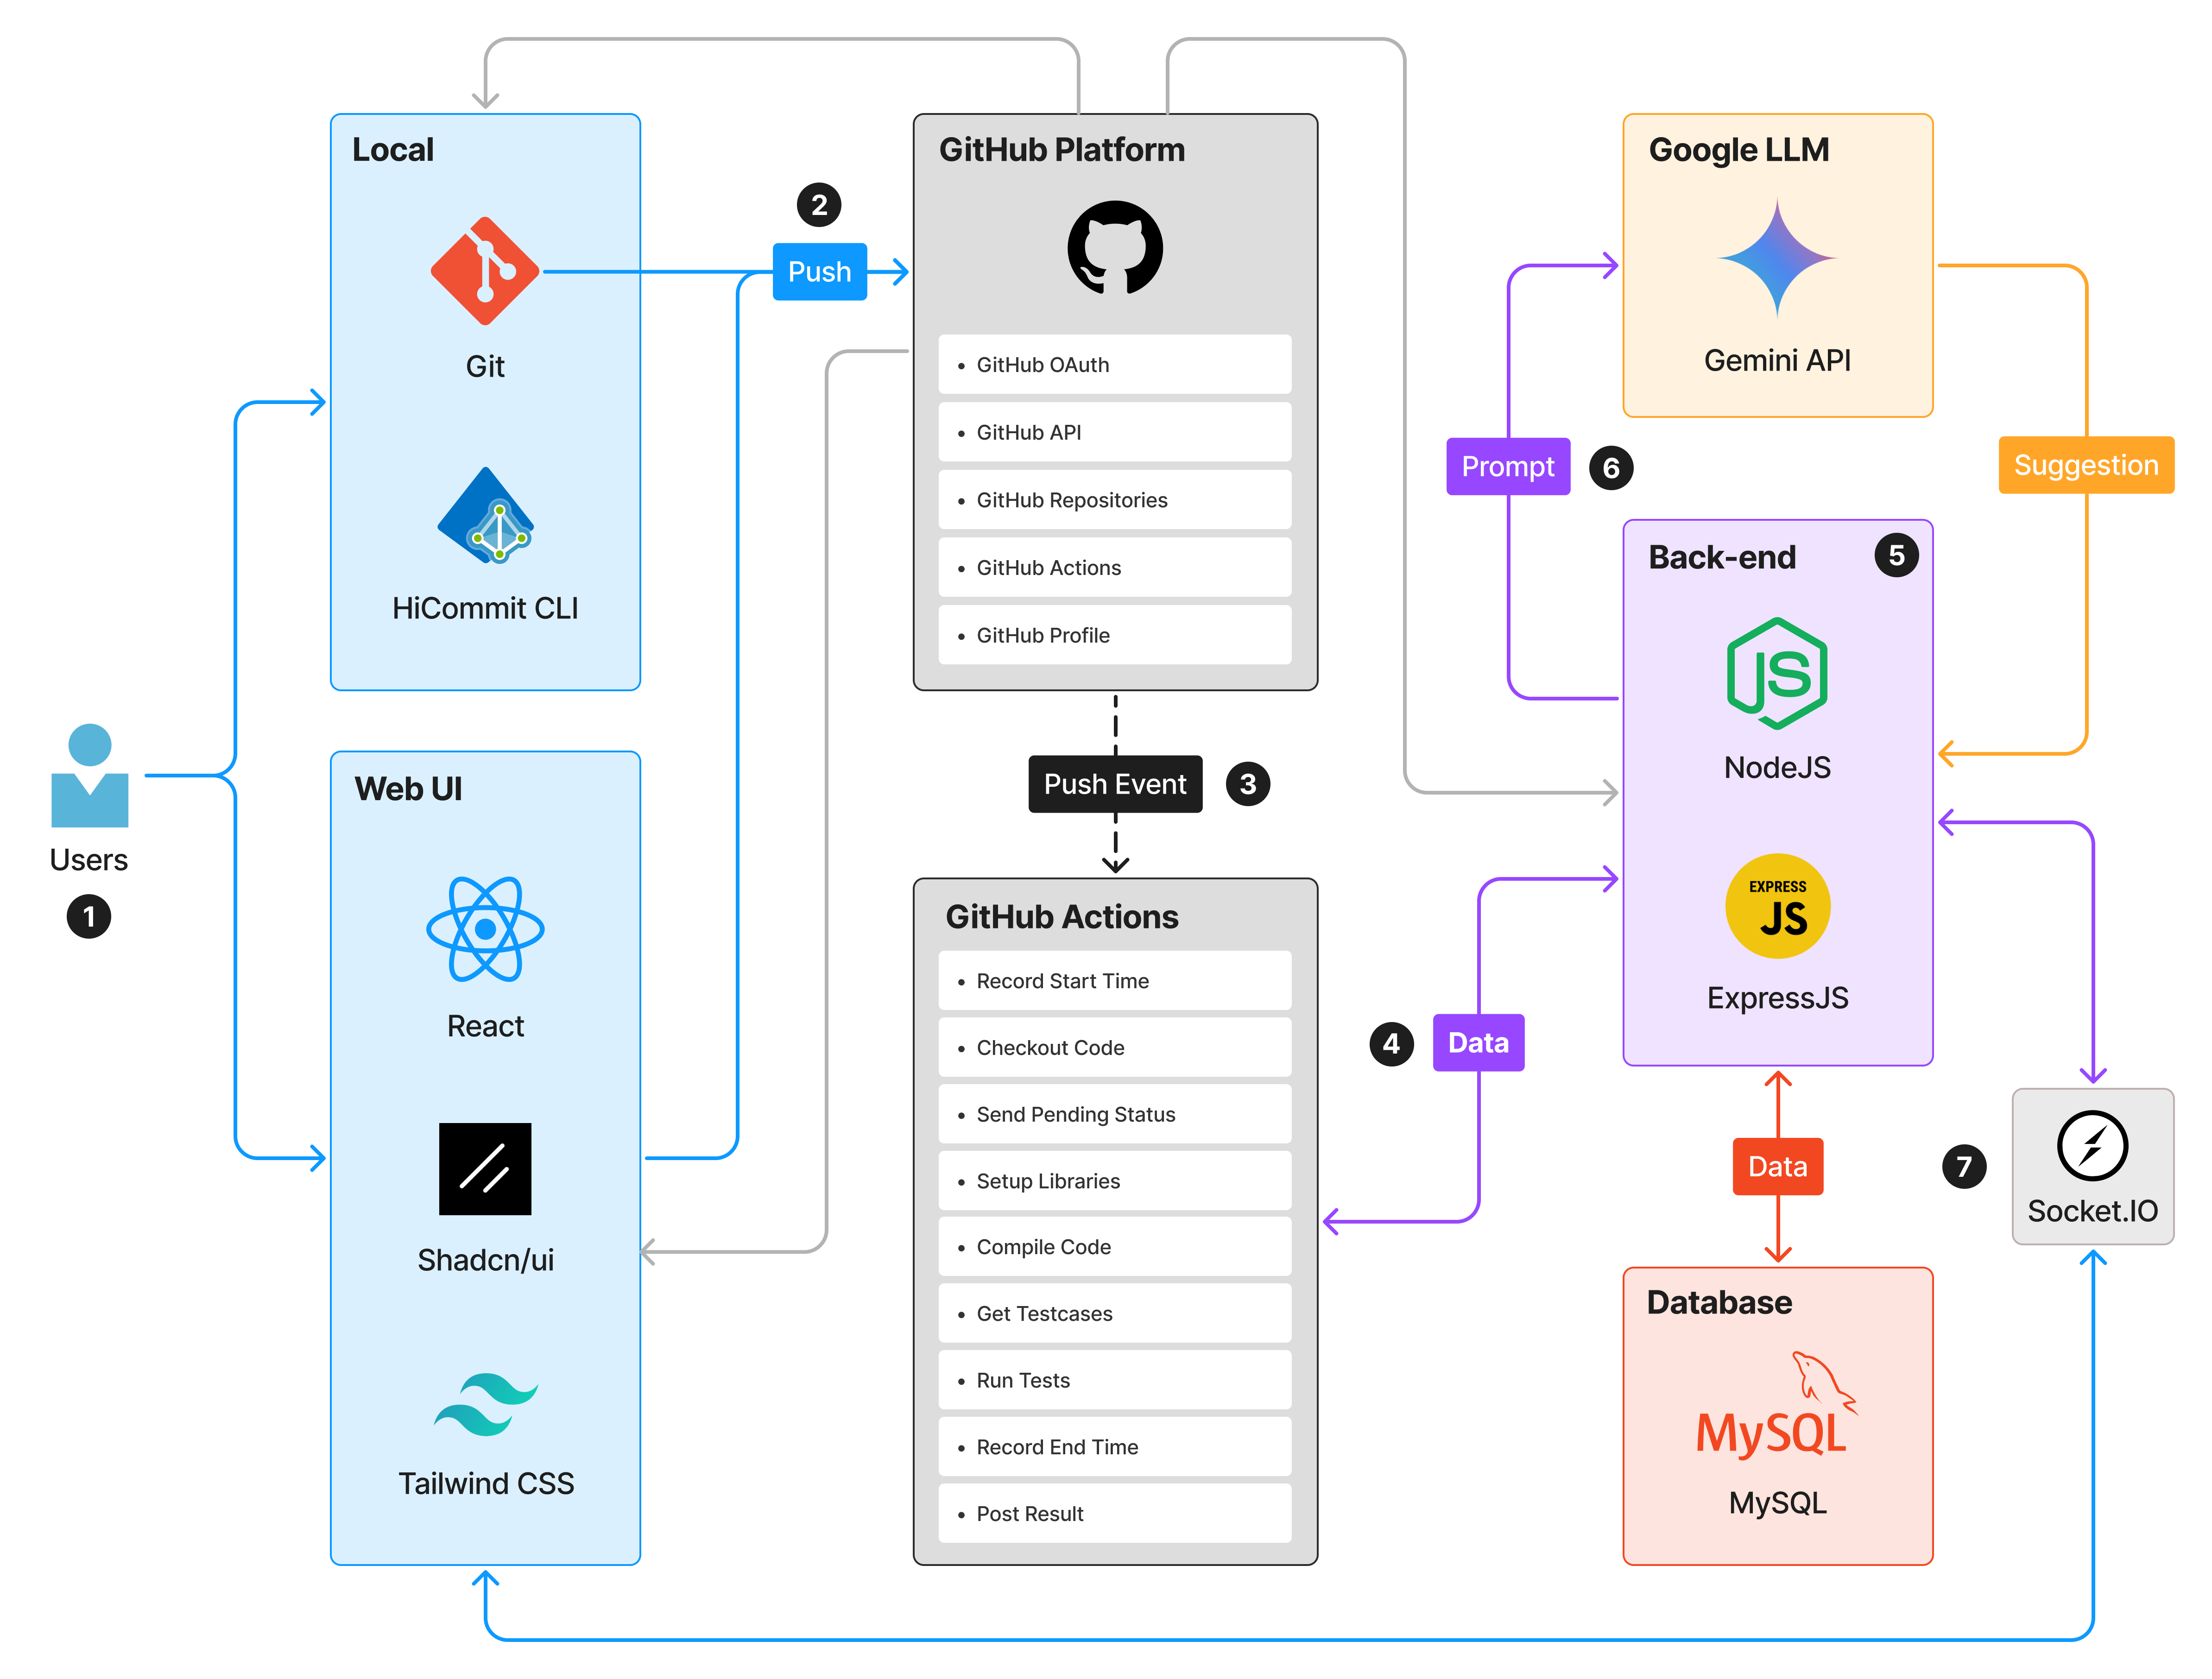 Local
Git
HiCommit CLI
2
Push
GitHub Platform
GitHub OAuth
GitHub API
GitHub Repositories
GitHub Actions
GitHub Profile
Google LLM
Gemini API
Prompt
6
Suggestion
Back-end
5
NodeJS
EXPRESS
JS
ExpressJS
Users
1
Web UI
React
Shadcn/ui
Tailwind CSS
Push Event
3
GitHub Actions
Record Start Time
Checkout Code
Send Pending Status
Setup Libraries
Compile Code
Get Testcases
Run Tests
Record End Time
Post Result
4
Data
Data
7
Socket.IO
Database
MySQL
MySQL